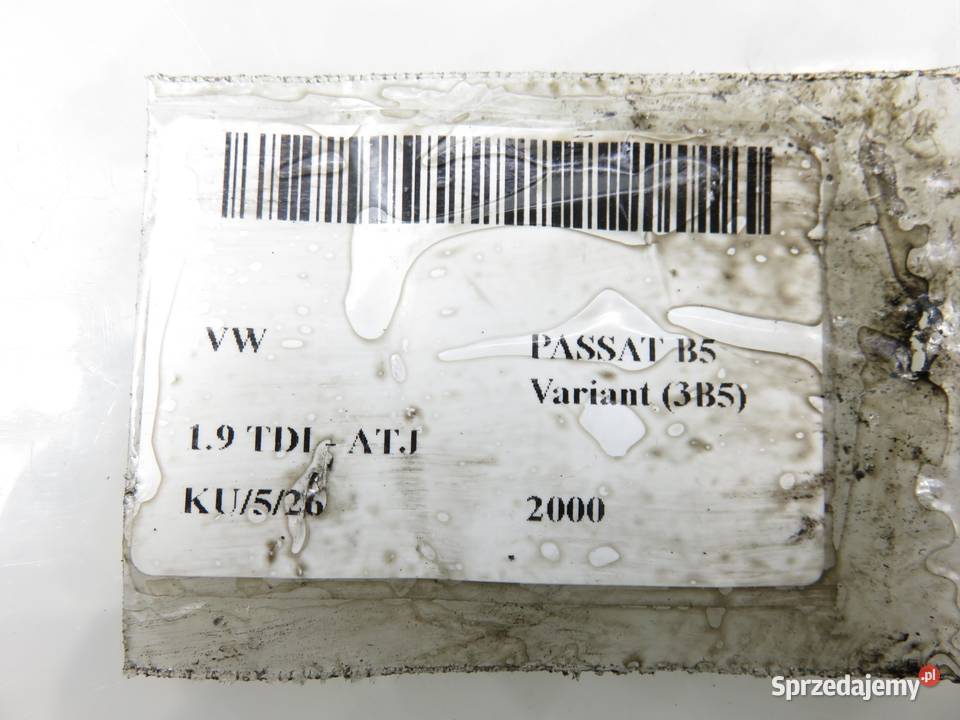 VW
PASSAT B5
Variant (3B5)
1.9 TDI - ATJ
KU/5/26
2000
Sprzedajemy.pl